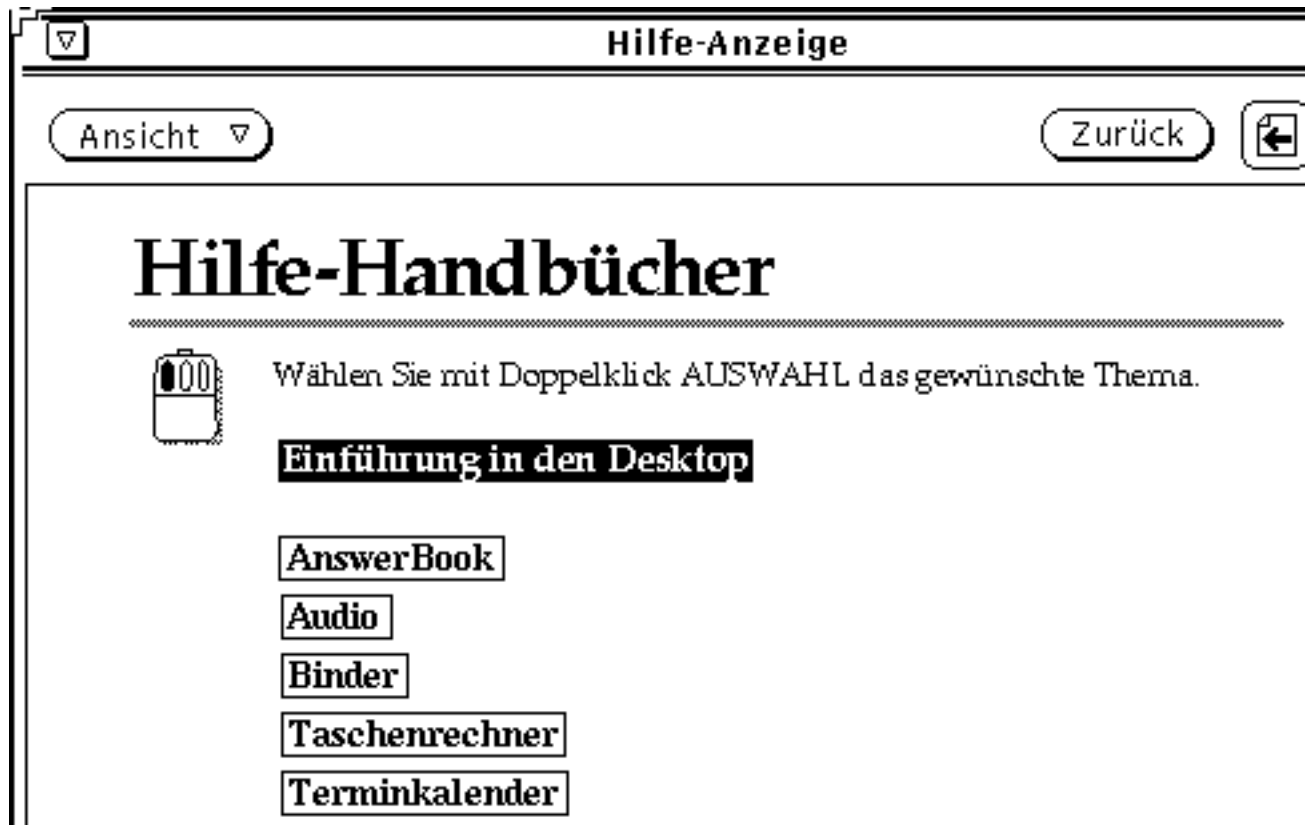 Hilfe-Anzeige
Ansicht
Zurück
Hilfe-Handbücher
Wählen Sie mit Doppelklick AUSWAHL das gewünschte Thema.
Einführung in den Desktop
AnswerBook
Audio
Binder
Taschenrechner
Terminkalender